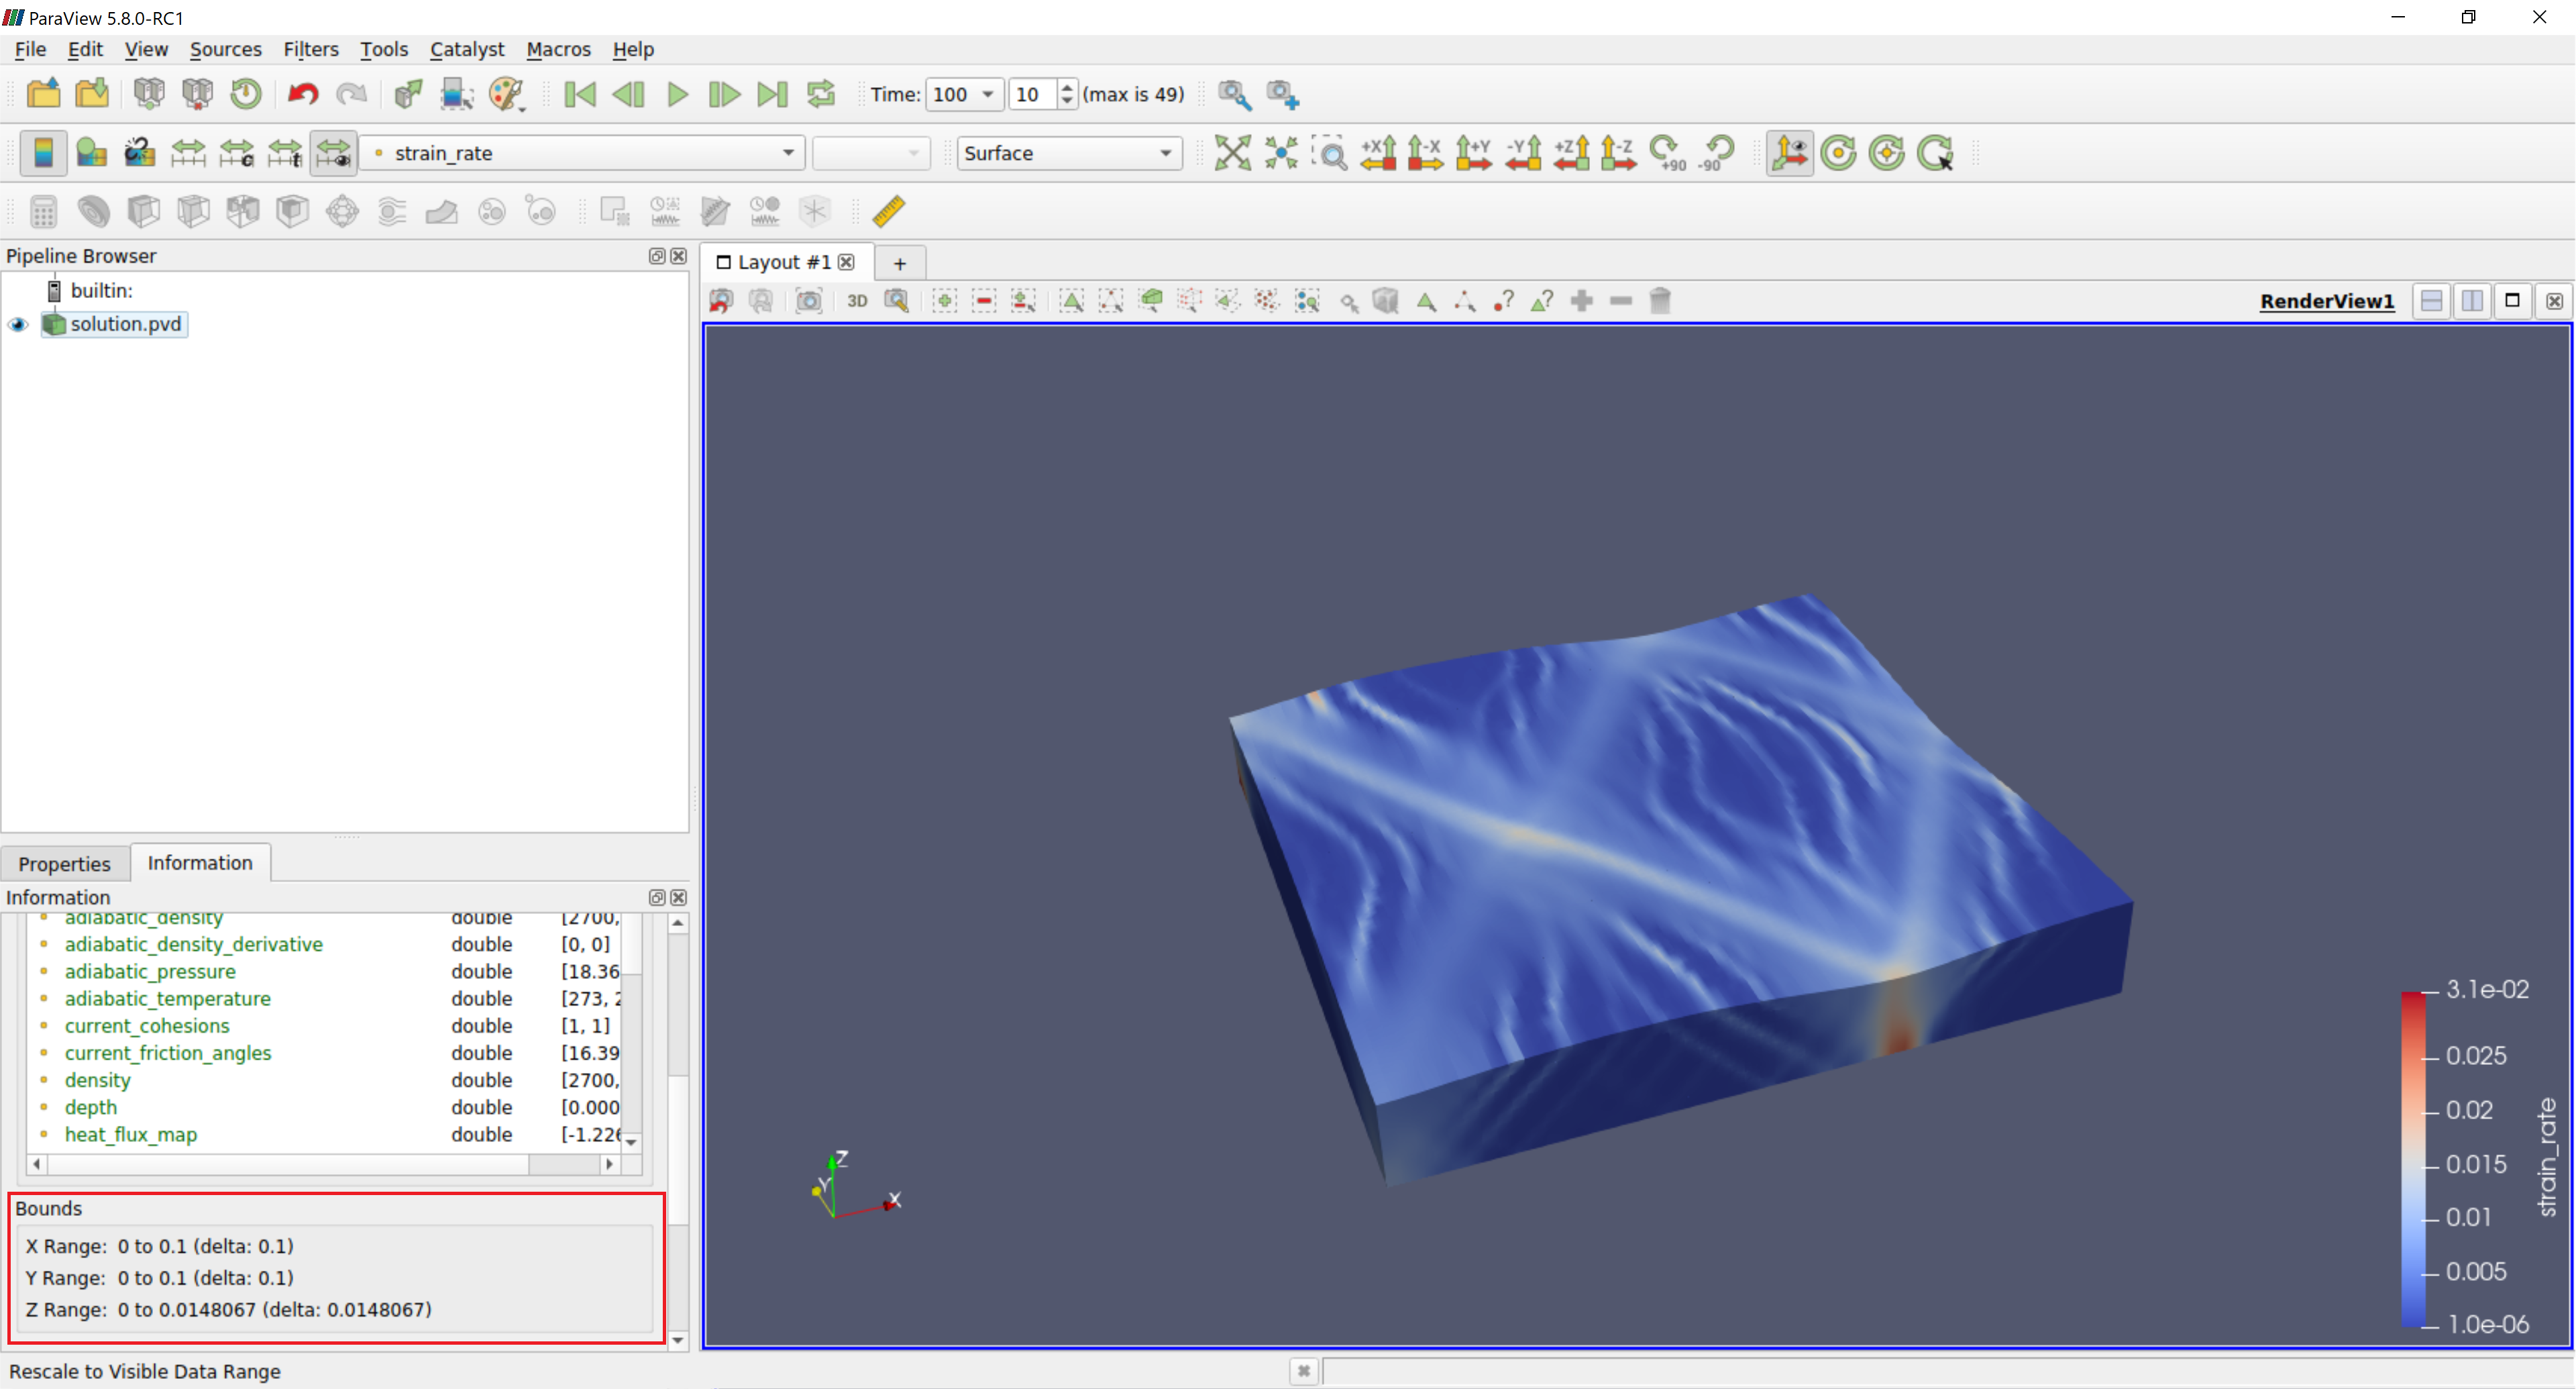 ParaView 5.8.0-RC1
File Edit View Sources Filters Tools Catalyst Macros Help
Time: 100 10 (max is 49)
strain_rate Surface +X -X +Y -Y +Z -Z +90 -90
Pipeline Browser
builtin:
solution.pvd
Layout #1 +
3D RenderView1
Properties Information
Information
adiabatic_density double [2700,
adiabatic_density_derivative double [0, 0]
adiabatic_pressure double [18.36
adiabatic_temperature double [273, 2
current_cohesions double [1, 1]
current_friction_angles double [16.39
density double [2700,
depth double [0.000
heat_flux_map double [-1.226
Bounds
X Range: 0 to 0.1 (delta: 0.1)
Y Range: 0 to 0.1 (delta: 0.1)
Z Range: 0 to 0.0148067 (delta: 0.0148067)
Z
Y
X
3.1e-02
0.025
0.02
0.015
0.01
0.005
1.0e-06
strain_rate
Rescale to Visible Data Range